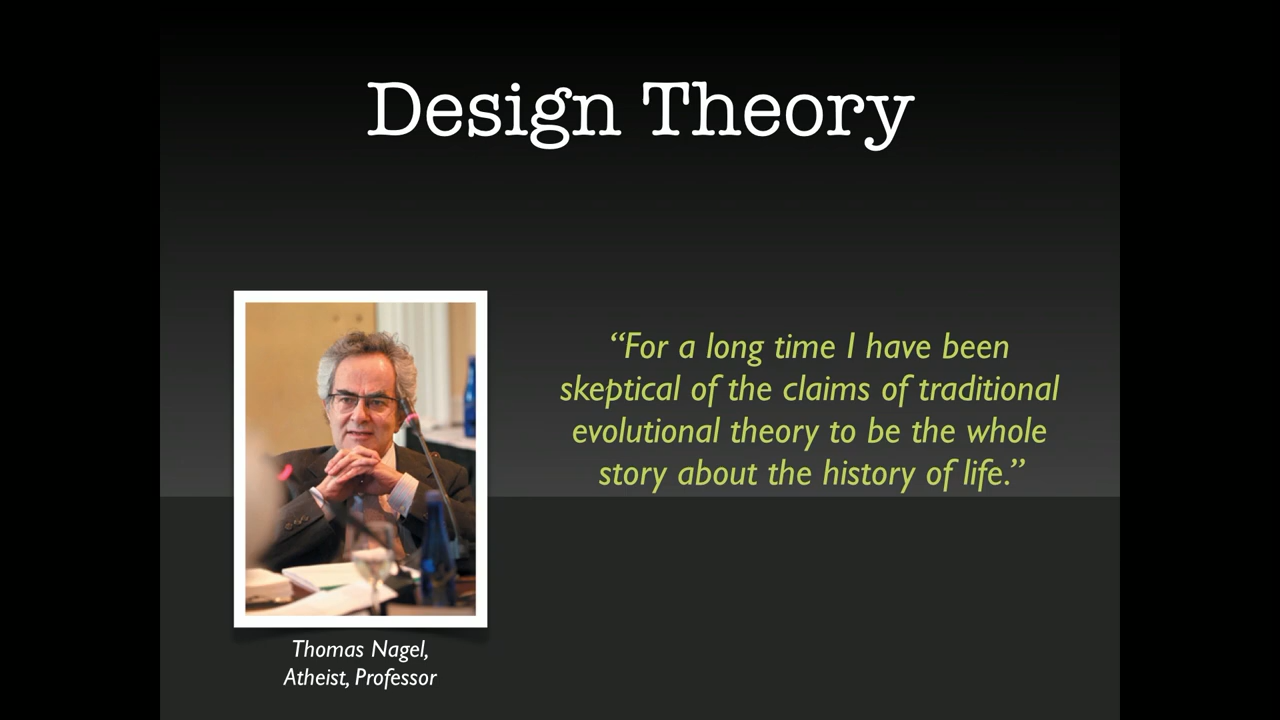 Design Theory
“For a long time I have been
skeptical of the claims of traditional
evolutional theory to be the whole
story about the history of life.”
Thomas Nagel,
Atheist, Professor